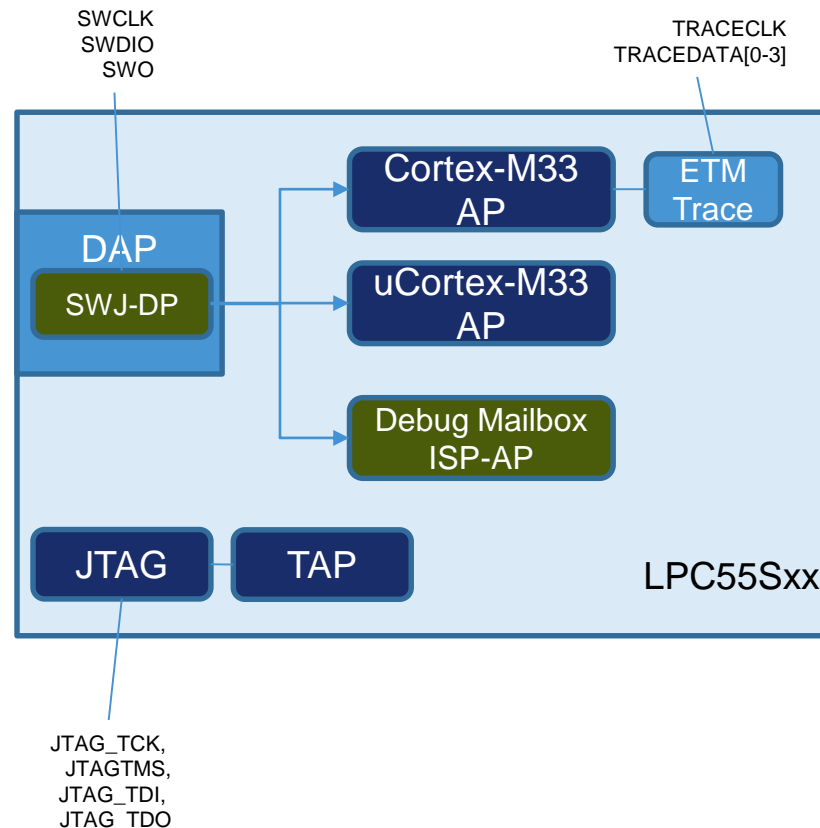 SWCLK
SWDIO
SWO
TRACECLK
TRACEDATA[0-3]
Cortex-M33
AP
ETM
Trace
DAP
SWJ-DP
uCortex-M33
AP
Debug Mailbox
ISP-AP
JTAG
TAP
LPC55Sxx
JTAG_TCK,
JTAGTMS,
JTAG_TDI,
JTAG_TDO